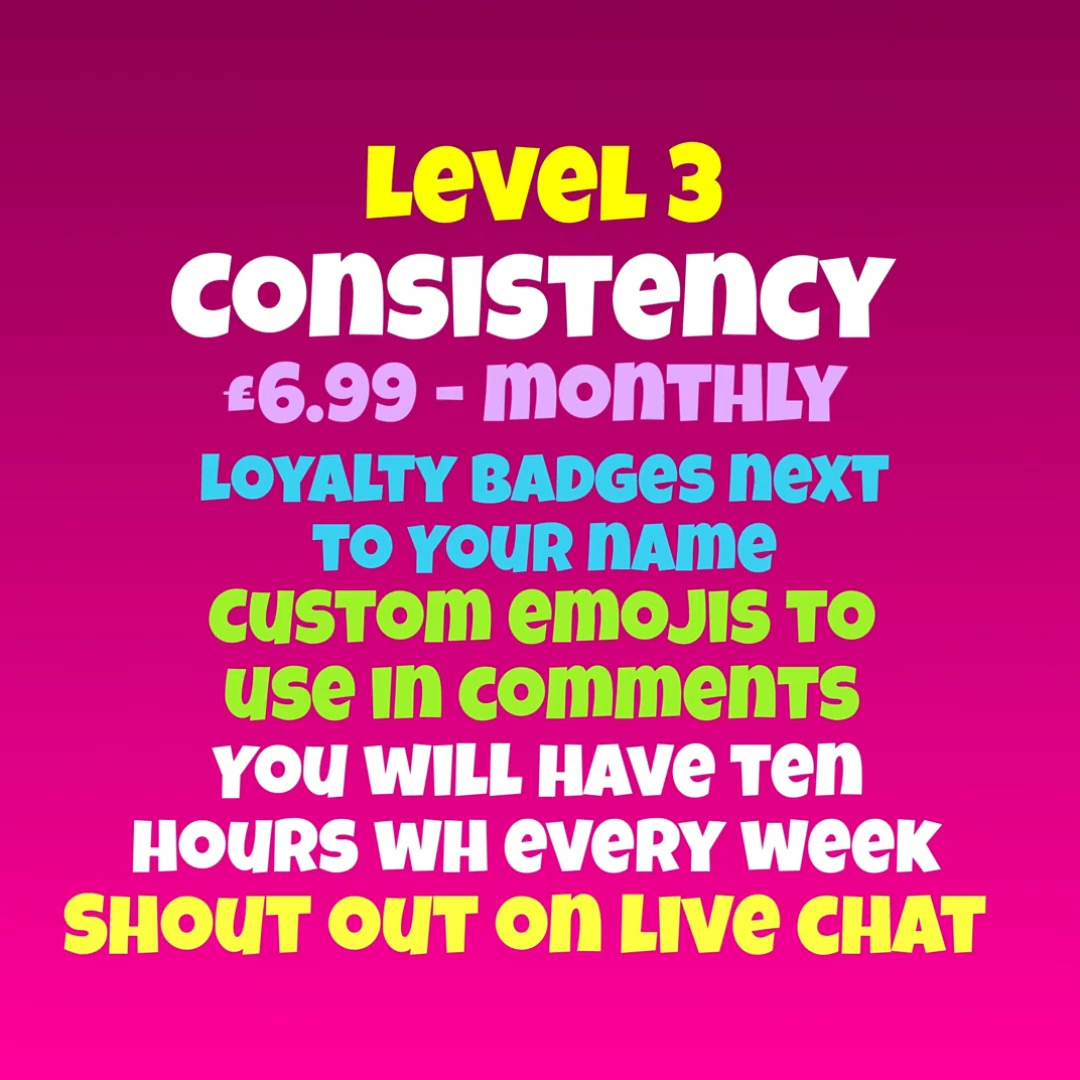 Level 3
Consistency
£6.99 - Monthly
Loyalty badges next
to your name
Custom emojis to
use in comments
You will have ten
hours WH every week
Shout out on live chat